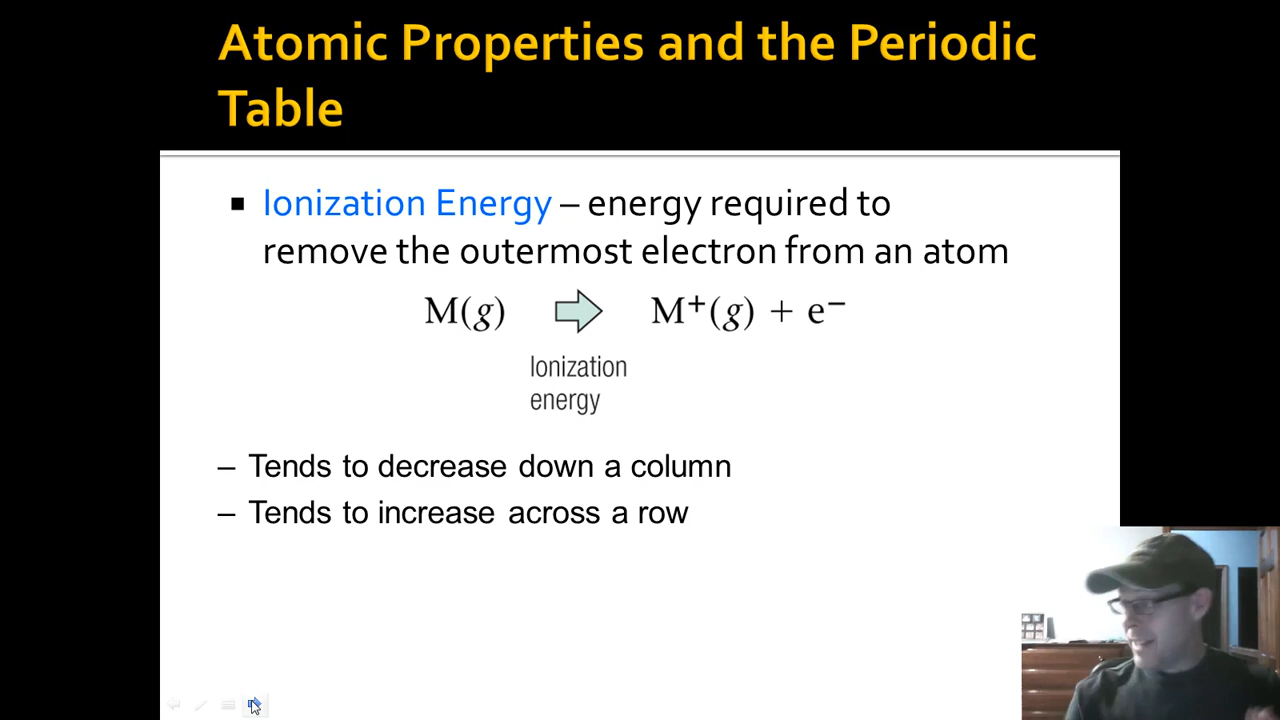 Atomic Properties and the Periodic
Table
▪ Ionization Energy – energy required to
remove the outermost electron from an atom
M(g) ⇨ M⁺(g) + e⁻
Ionization
energy
– Tends to decrease down a column
– Tends to increase across a row